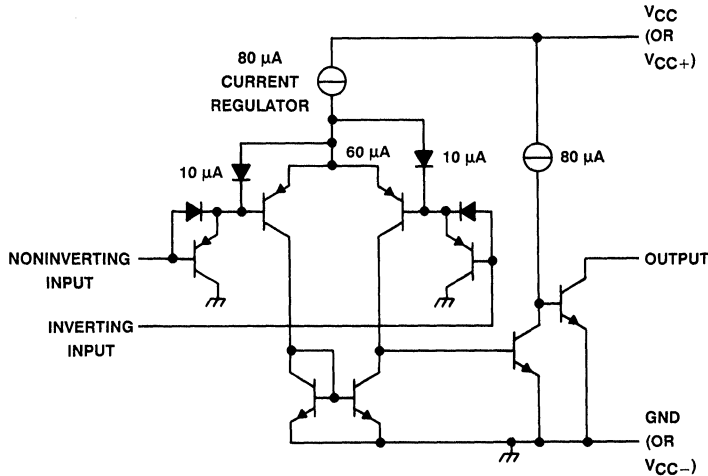 VCC
(OR
VCC+)
80 µA
CURRENT
REGULATOR
10 µA
60 µA
10 µA
80 µA
NONINVERTING
INPUT
OUTPUT
INVERTING
INPUT
GND
(OR
VCC−)